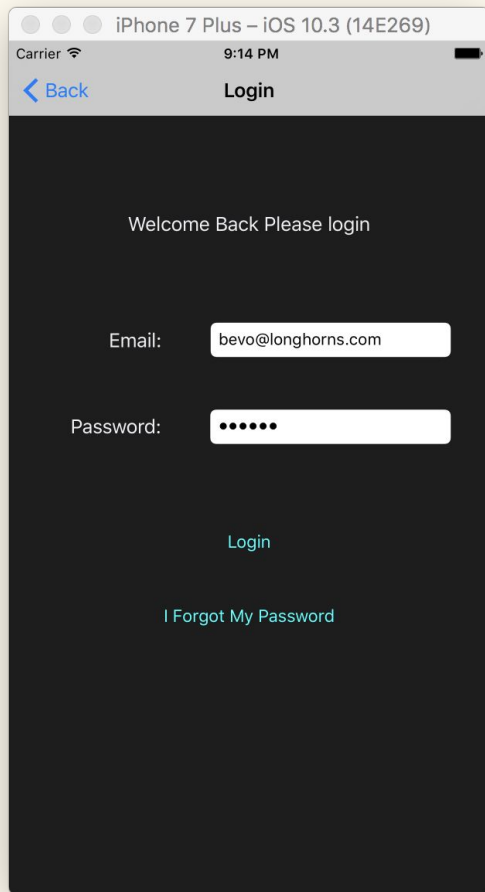 iPhone 7 Plus – iOS 10.3 (14E269)
Carrier 9:14 PM
Back Login
Welcome Back Please login
Email: bevo@longhorns.com
Password: ••••••
Login
I Forgot My Password